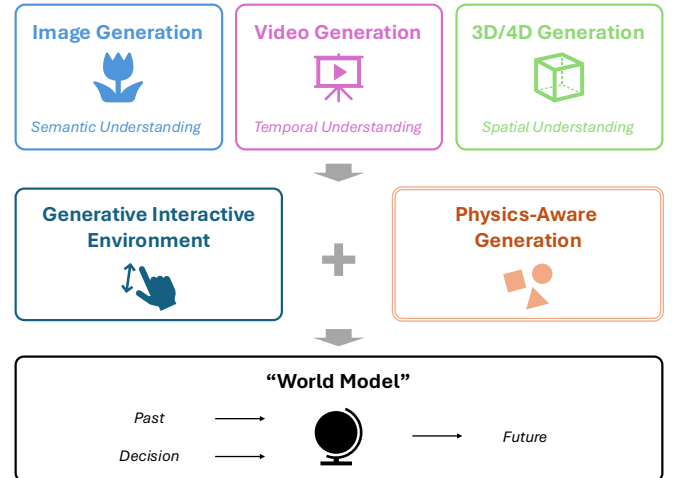 Image Generation
Video Generation
3D/4D Generation
Semantic Understanding
Temporal Understanding
Spatial Understanding
Generative Interactive
Environment
Physics-Aware
Generation
“World Model”
Past
Decision
Future